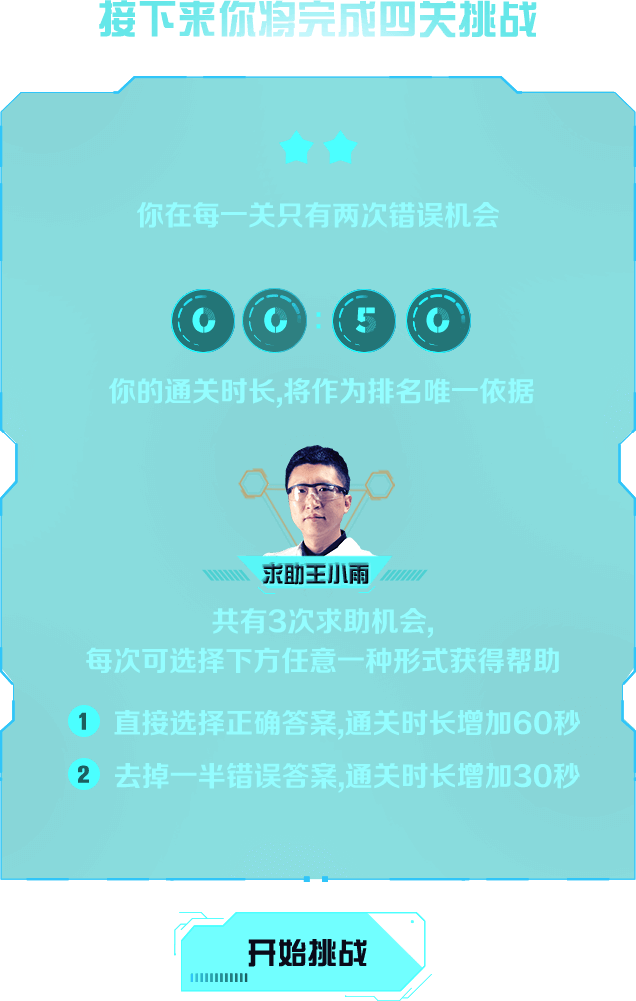 接下来你将完成四关挑战
你在每一关只有两次错误机会
00:50
你的通关时长,将作为排名唯一依据
求助王小雨
共有3次求助机会,
每次可选择下方任意一种形式获得帮助
1 直接选择正确答案,通关时长增加60秒
2 去掉一半错误答案,通关时长增加30秒
开始挑战